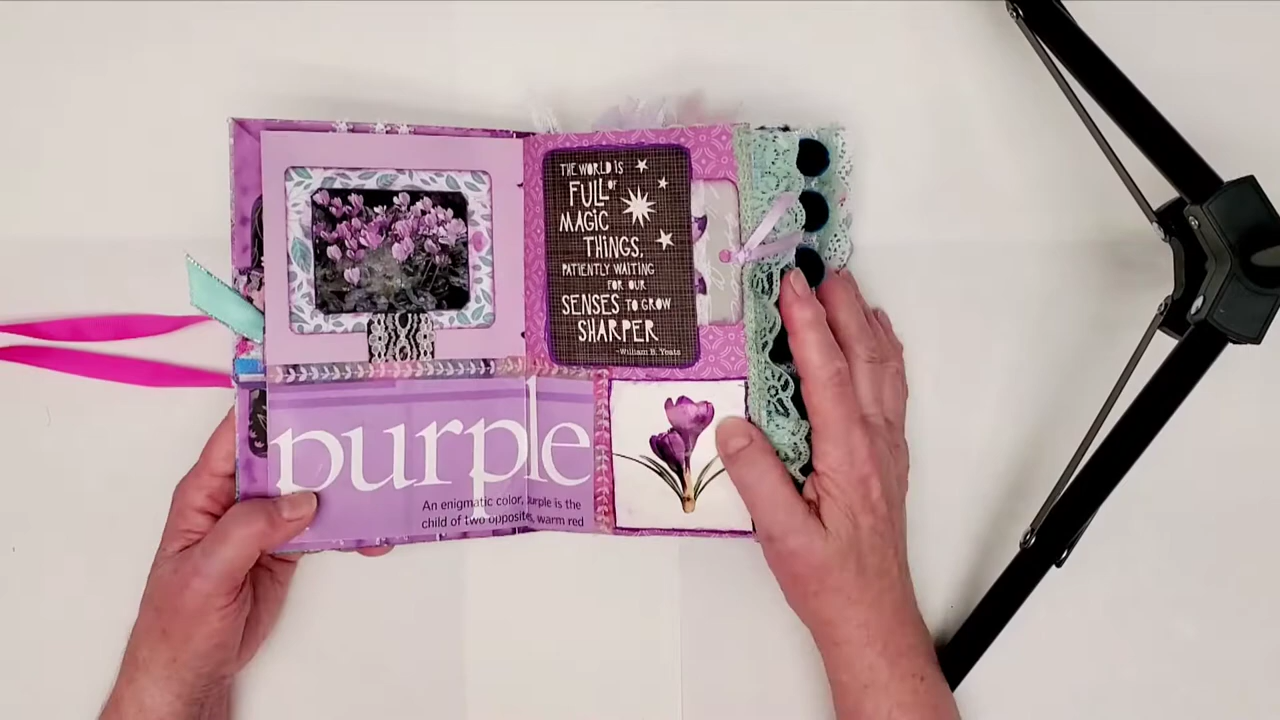 THE WORLD IS
FULL OF
MAGIC
THINGS,
PATIENTLY WAITING
FOR OUR
SENSES TO GROW
SHARPER
~William B. Yeats
purple
An enigmatic color, purple is the
child of two opposites, warm red